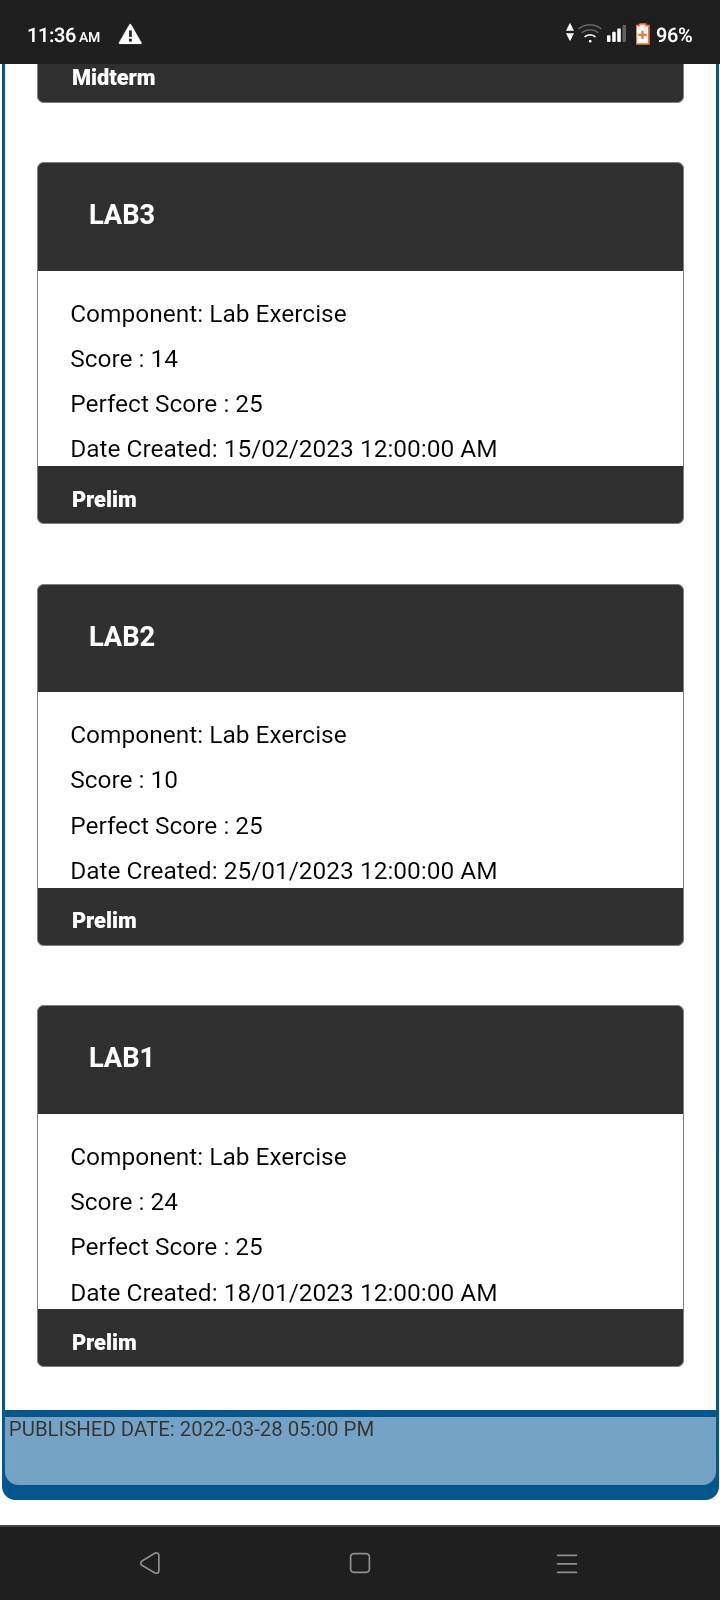 11:36 AM
96%
Midterm
LAB3
Component: Lab Exercise
Score : 14
Perfect Score : 25
Date Created: 15/02/2023 12:00:00 AM
Prelim
LAB2
Component: Lab Exercise
Score : 10
Perfect Score : 25
Date Created: 25/01/2023 12:00:00 AM
Prelim
LAB1
Component: Lab Exercise
Score : 24
Perfect Score : 25
Date Created: 18/01/2023 12:00:00 AM
Prelim
PUBLISHED DATE: 2022-03-28 05:00 PM